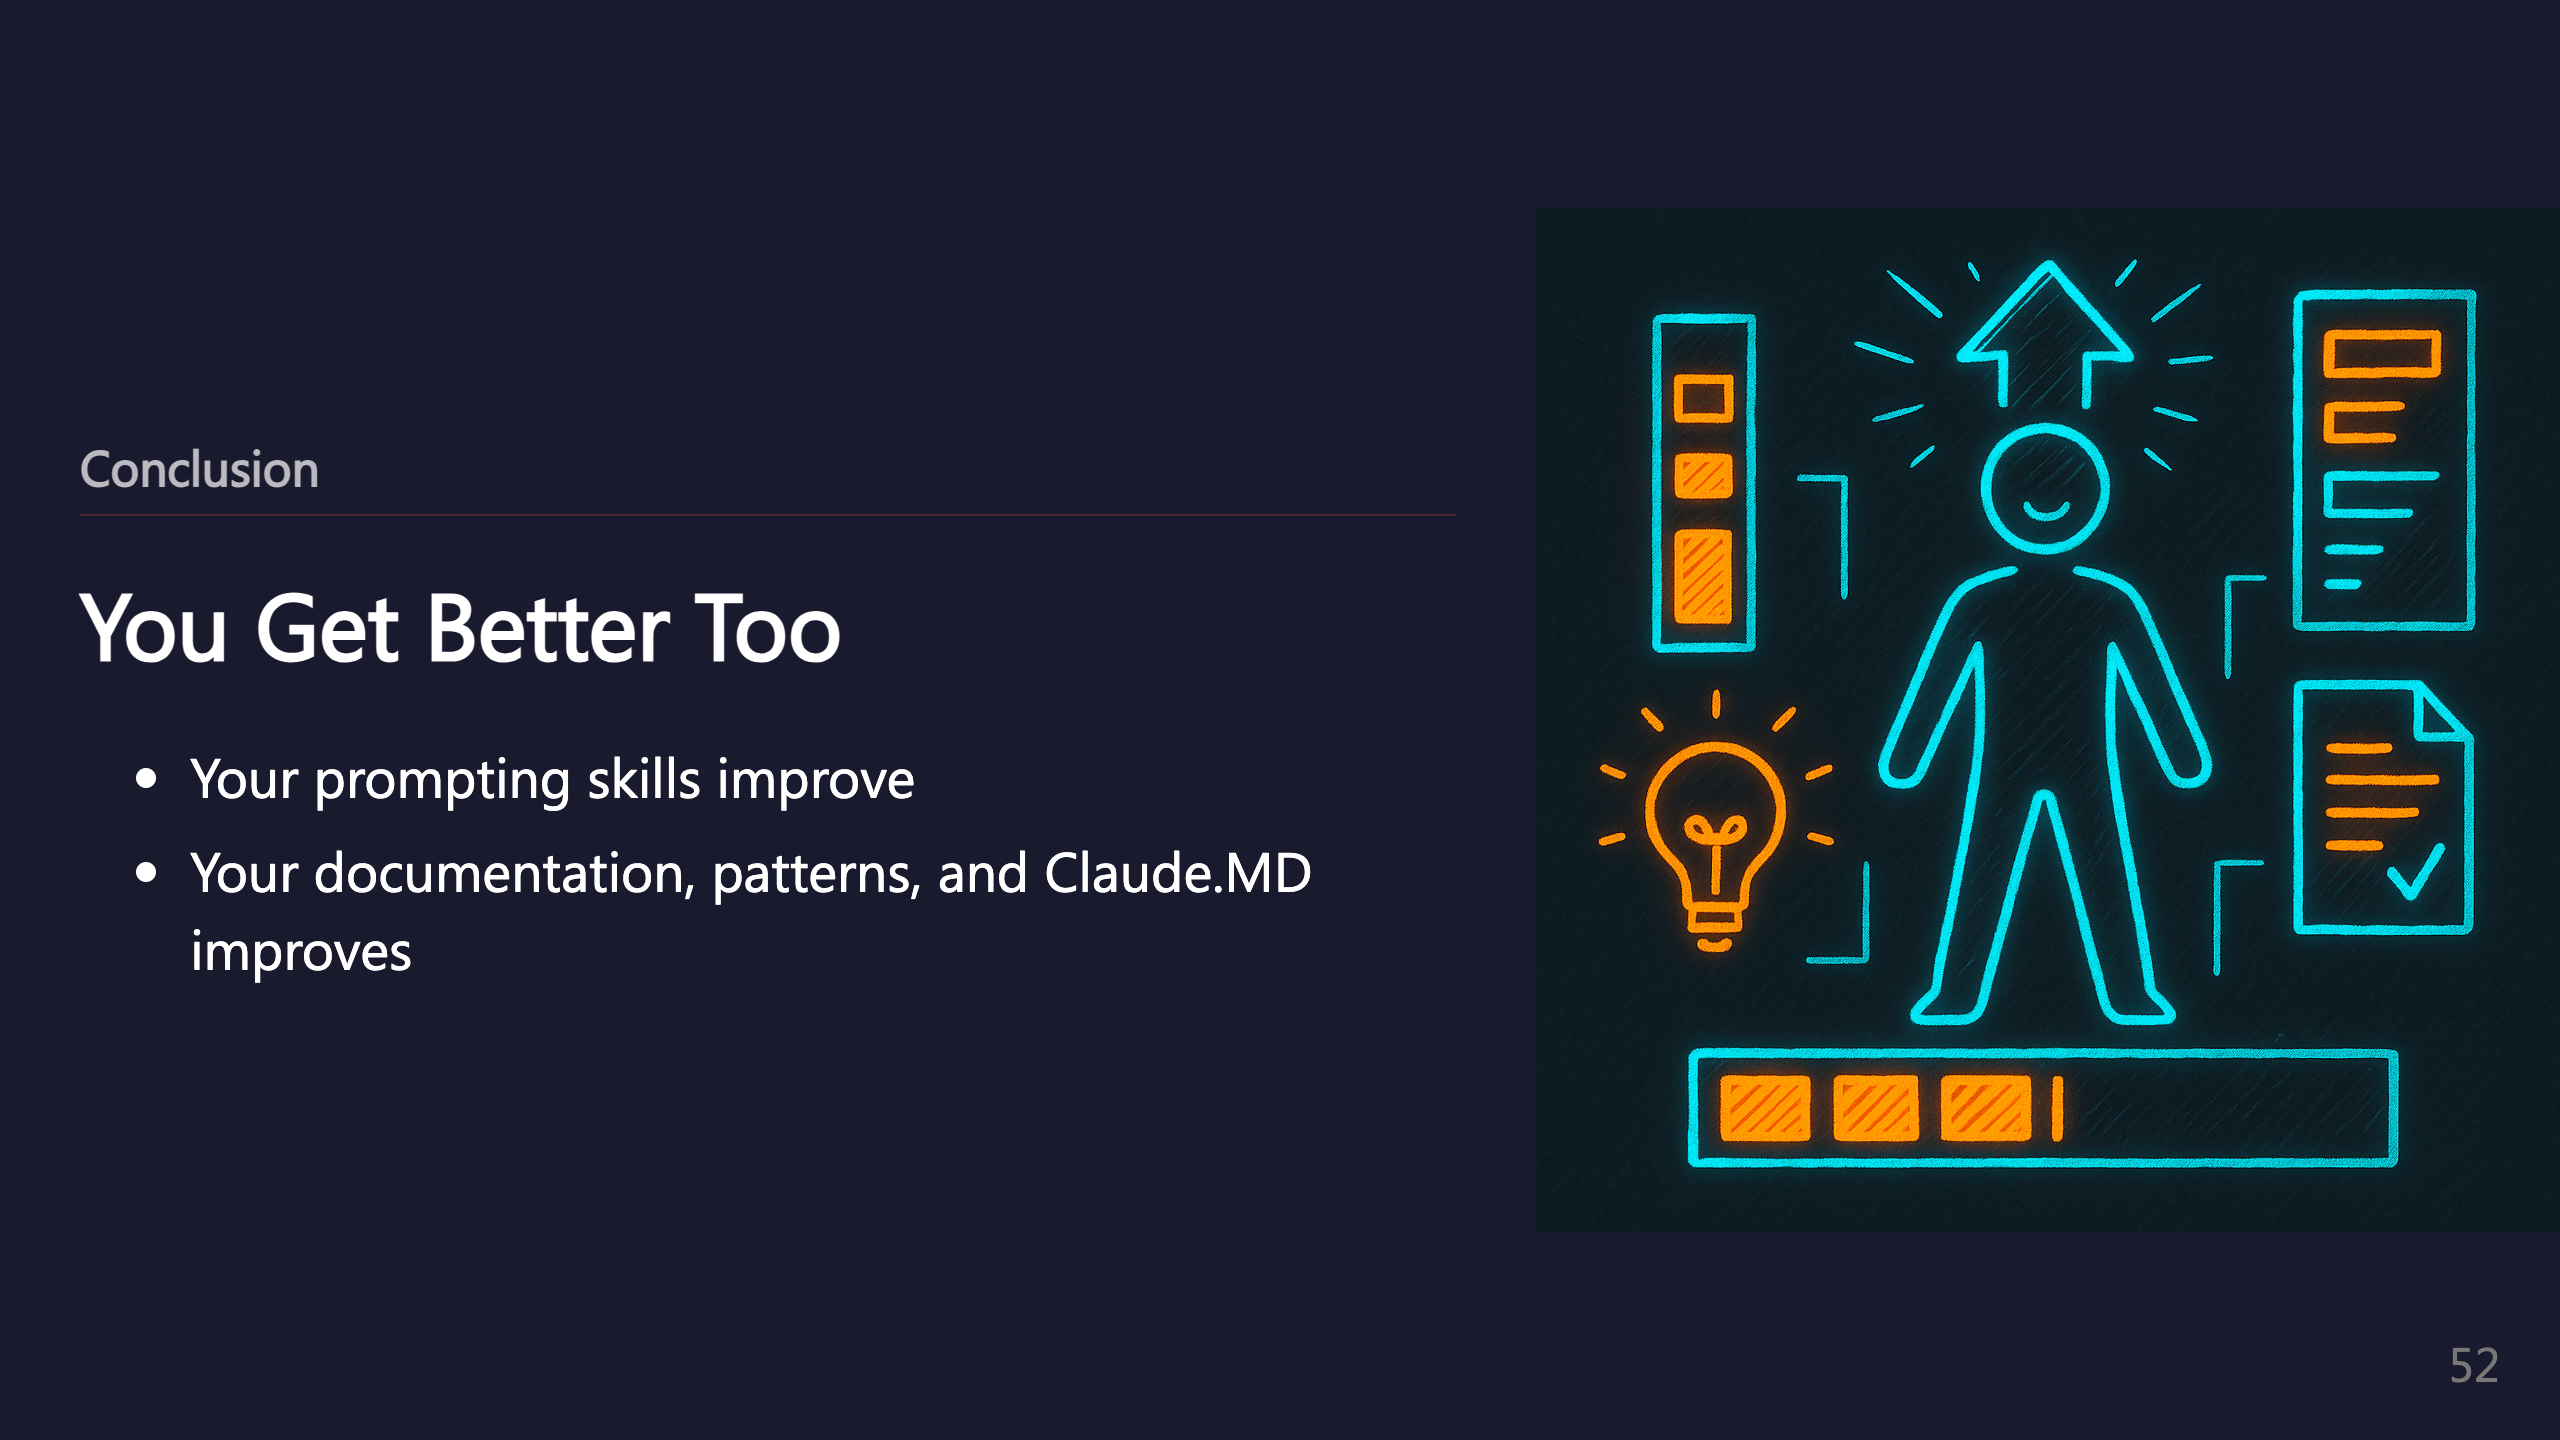 Conclusion
You Get Better Too
• Your prompting skills improve
• Your documentation, patterns, and Claude.MD
improves
52